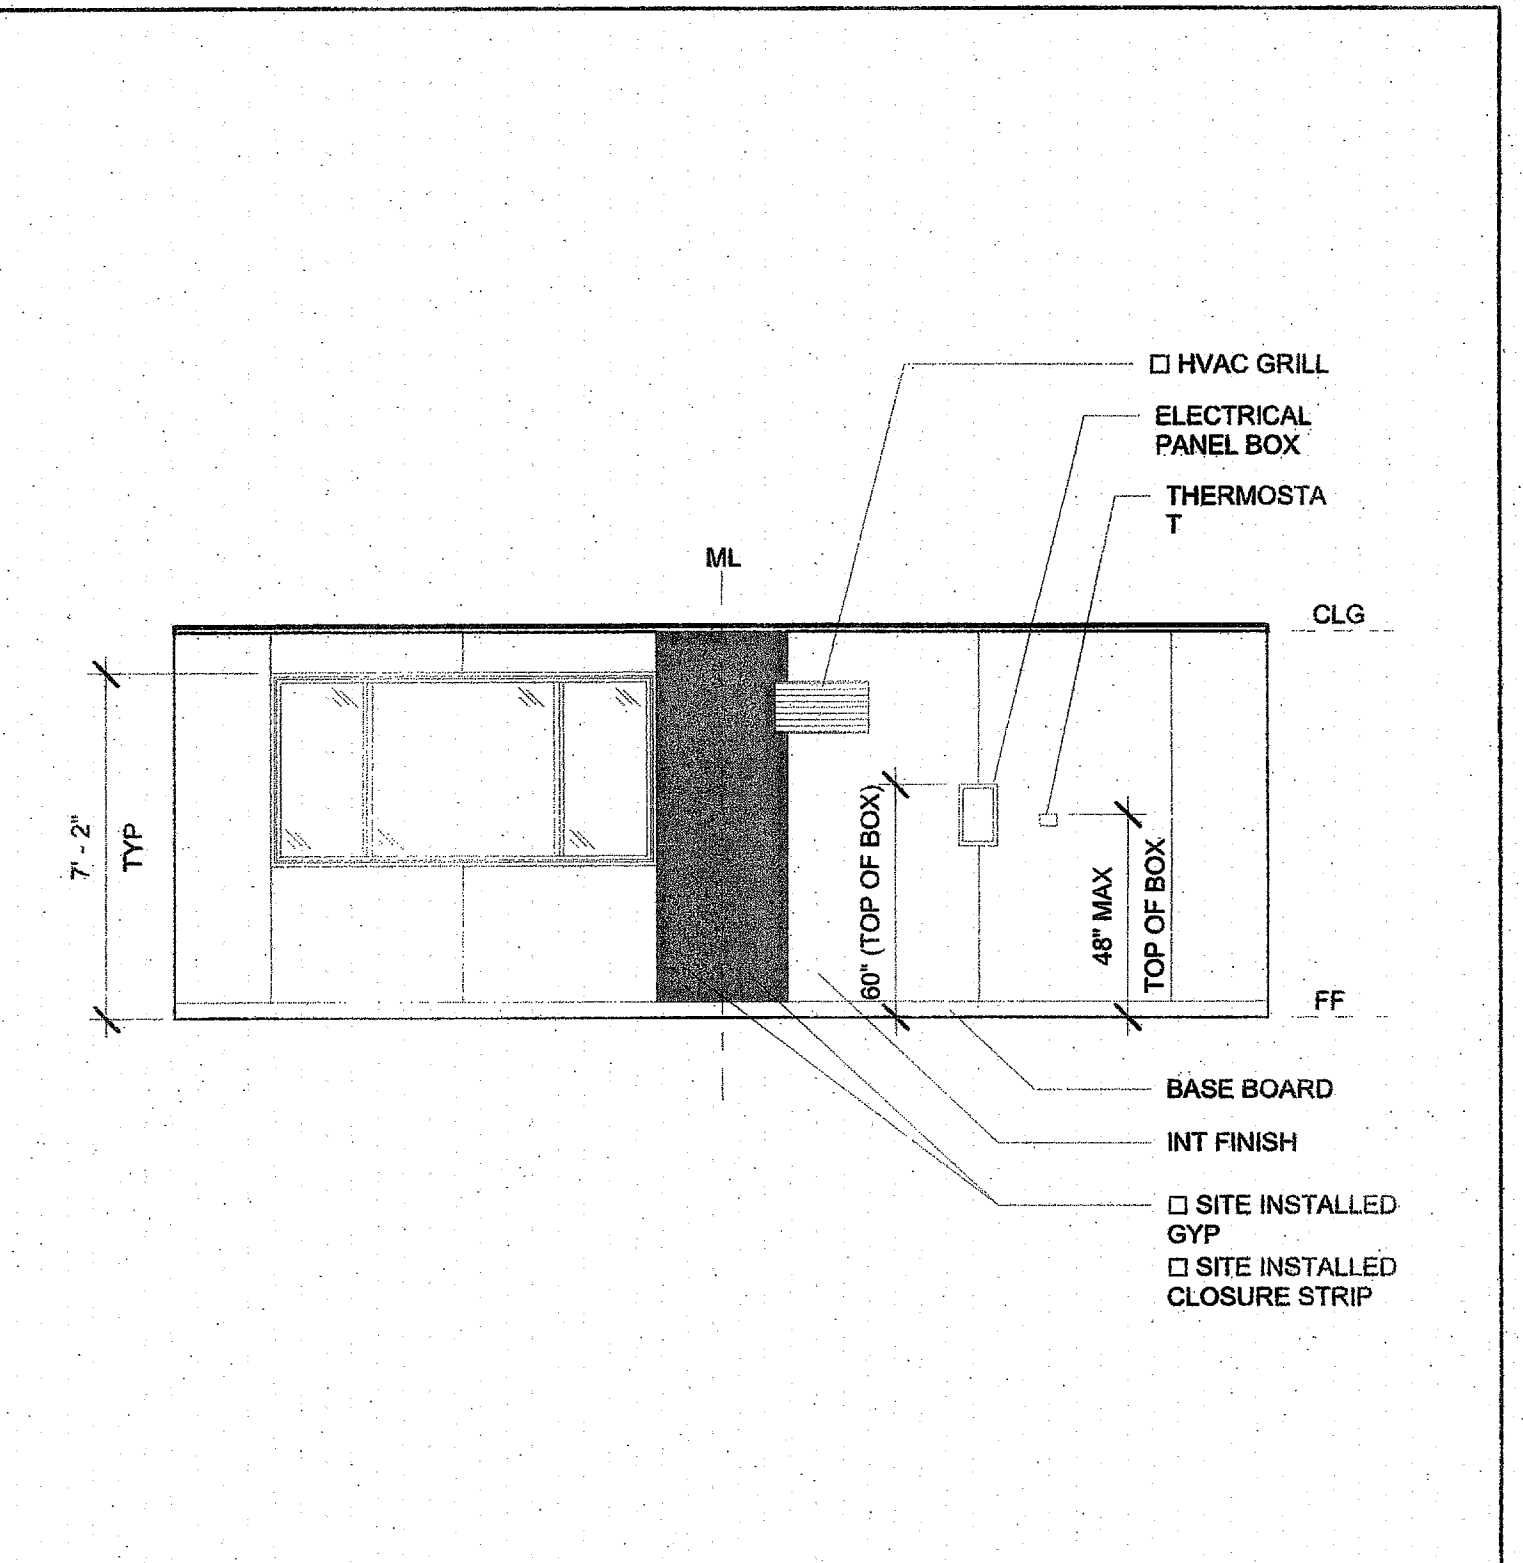 □ HVAC GRILL
ELECTRICAL
PANEL BOX
THERMOSTA
T
ML
CLG
7' - 2"
TYP
60" (TOP OF BOX)
48" MAX
TOP OF BOX
FF
BASE BOARD
INT FINISH
□ SITE INSTALLED
GYP
□ SITE INSTALLED
CLOSURE STRIP